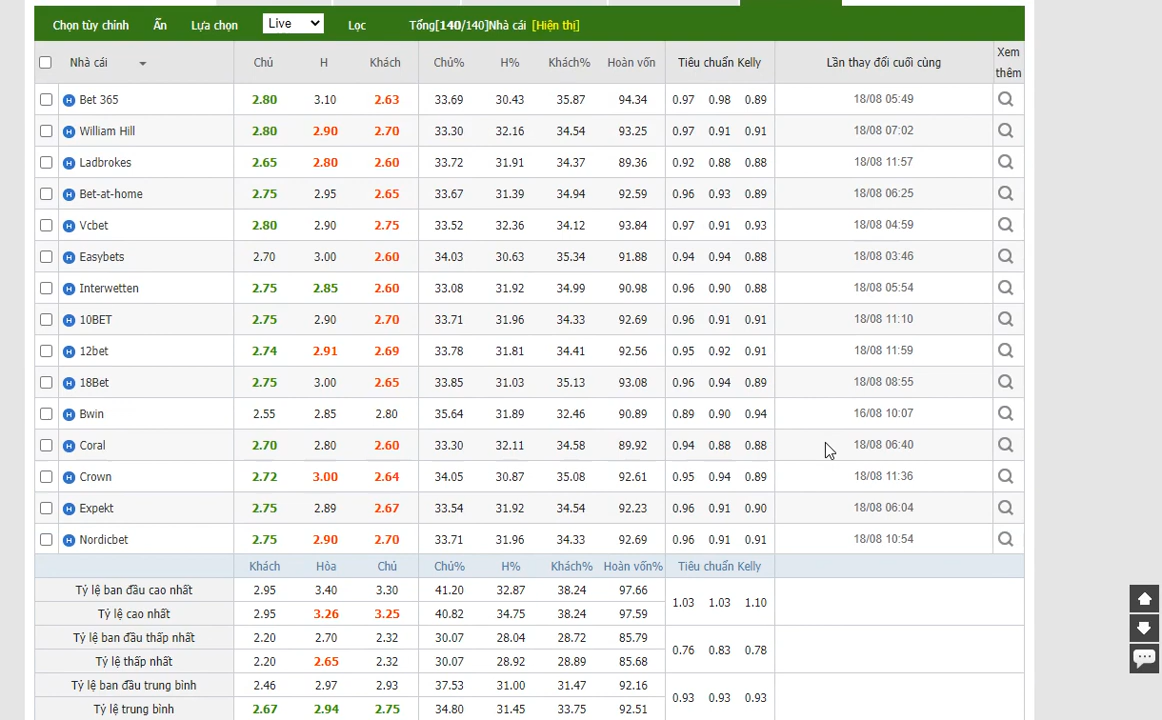 Chọn tùy chỉnh Ẩn Lựa chọn Live Lọc Tổng[140/140]Nhà cái [Hiện thị]
Nhà cái Chủ H Khách Chủ% H% Khách% Hoàn vốn Tiêu chuẩn Kelly Lần thay đổi cuối cùng Xem thêm
H Bet 365 2.80 3.10 2.63 33.69 30.43 35.87 94.34 0.97 0.98 0.89 18/08 05:49
H William Hill 2.80 2.90 2.70 33.30 32.16 34.54 93.25 0.97 0.91 0.91 18/08 07:02
H Ladbrokes 2.65 2.80 2.60 33.72 31.91 34.37 89.36 0.92 0.88 0.88 18/08 11:57
H Bet-at-home 2.75 2.95 2.65 33.67 31.39 34.94 92.59 0.96 0.93 0.89 18/08 06:25
H Vcbet 2.80 2.90 2.75 33.52 32.36 34.12 93.84 0.97 0.91 0.93 18/08 04:59
H Easybets 2.70 3.00 2.60 34.03 30.63 35.34 91.88 0.94 0.94 0.88 18/08 03:46
H Interwetten 2.75 2.85 2.60 33.08 31.92 34.99 90.98 0.96 0.90 0.88 18/08 05:54
H 10BET 2.75 2.90 2.70 33.71 31.96 34.33 92.69 0.96 0.91 0.91 18/08 11:10
H 12bet 2.74 2.91 2.69 33.78 31.81 34.41 92.56 0.95 0.92 0.91 18/08 11:59
H 18Bet 2.75 3.00 2.65 33.85 31.03 35.13 93.08 0.96 0.94 0.89 18/08 08:55
H Bwin 2.55 2.85 2.80 35.64 31.89 32.46 90.89 0.89 0.90 0.94 16/08 10:07
H Coral 2.70 2.80 2.60 33.30 32.11 34.58 89.92 0.94 0.88 0.88 18/08 06:40
H Crown 2.72 3.00 2.64 34.05 30.87 35.08 92.61 0.95 0.94 0.89 18/08 11:36
H Expekt 2.75 2.89 2.67 33.54 31.92 34.54 92.23 0.96 0.91 0.90 18/08 06:04
H Nordicbet 2.75 2.90 2.70 33.71 31.96 34.33 92.69 0.96 0.91 0.91 18/08 10:54
Khách Hòa Chủ Chủ% H% Khách% Hoàn vốn% Tiêu chuẩn Kelly
Tỷ lệ ban đầu cao nhất 2.95 3.40 3.30 41.20 32.87 38.24 97.66 1.03 1.03 1.10
Tỷ lệ cao nhất 2.95 3.26 3.25 40.82 34.75 38.24 97.59
Tỷ lệ ban đầu thấp nhất 2.20 2.70 2.32 30.07 28.04 28.72 85.79 0.76 0.83 0.78
Tỷ lệ thấp nhất 2.20 2.65 2.32 30.07 28.92 28.89 85.68
Tỷ lệ ban đầu trung bình 2.46 2.97 2.93 37.53 31.00 31.47 92.16 0.93 0.93 0.93
Tỷ lệ trung bình 2.67 2.94 2.75 34.80 31.45 33.75 92.51